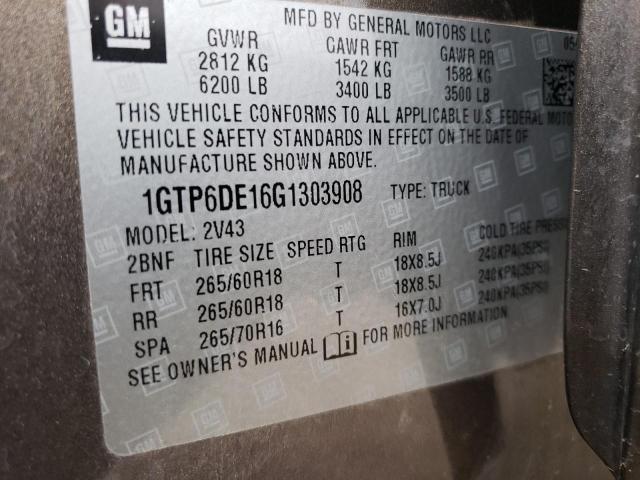 GM
MFD BY GENERAL MOTORS LLC
GVWR GAWR FRT GAWR RR
2812 KG 1542 KG 1588 KG
6200 LB 3400 LB 3500 LB
THIS VEHICLE CONFORMS TO ALL APPLICABLE U.S. FEDERAL MOTOR
VEHICLE SAFETY STANDARDS IN EFFECT ON THE DATE OF
MANUFACTURE SHOWN ABOVE.
1GTP6DE16G1303908 TYPE: TRUCK
MODEL: 2V43
2BNF TIRE SIZE SPEED RTG RIM COLD TIRE
FRT 265/60R18 T 18X8.5J 240KPA(35PSI)
RR 265/60R18 T 18X8.5J 240KPA(35PSI)
SPA 265/70R16 T 16X7.0J 240KPA(35PSI)
SEE OWNER'S MANUAL FOR MORE INFORMATION